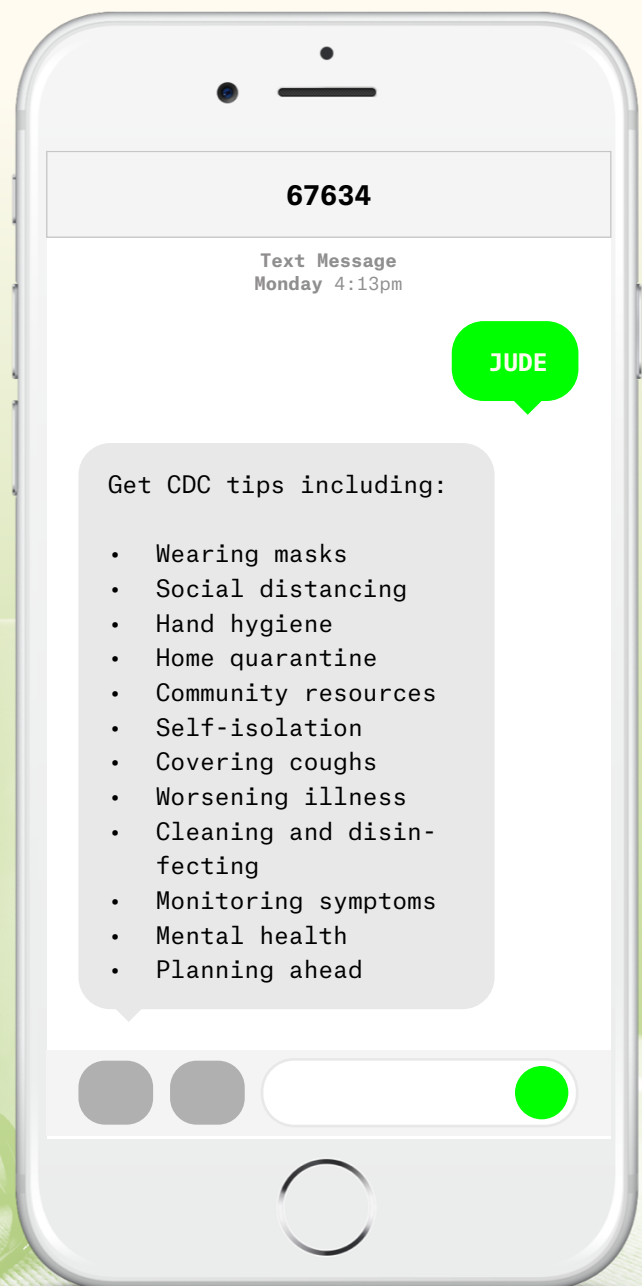 67634
Text Message
Monday 4:13pm
JUDE
Get CDC tips including:
• Wearing masks
• Social distancing
• Hand hygiene
• Home quarantine
• Community resources
• Self-isolation
• Covering coughs
• Worsening illness
• Cleaning and disin-
fecting
• Monitoring symptoms
• Mental health
• Planning ahead